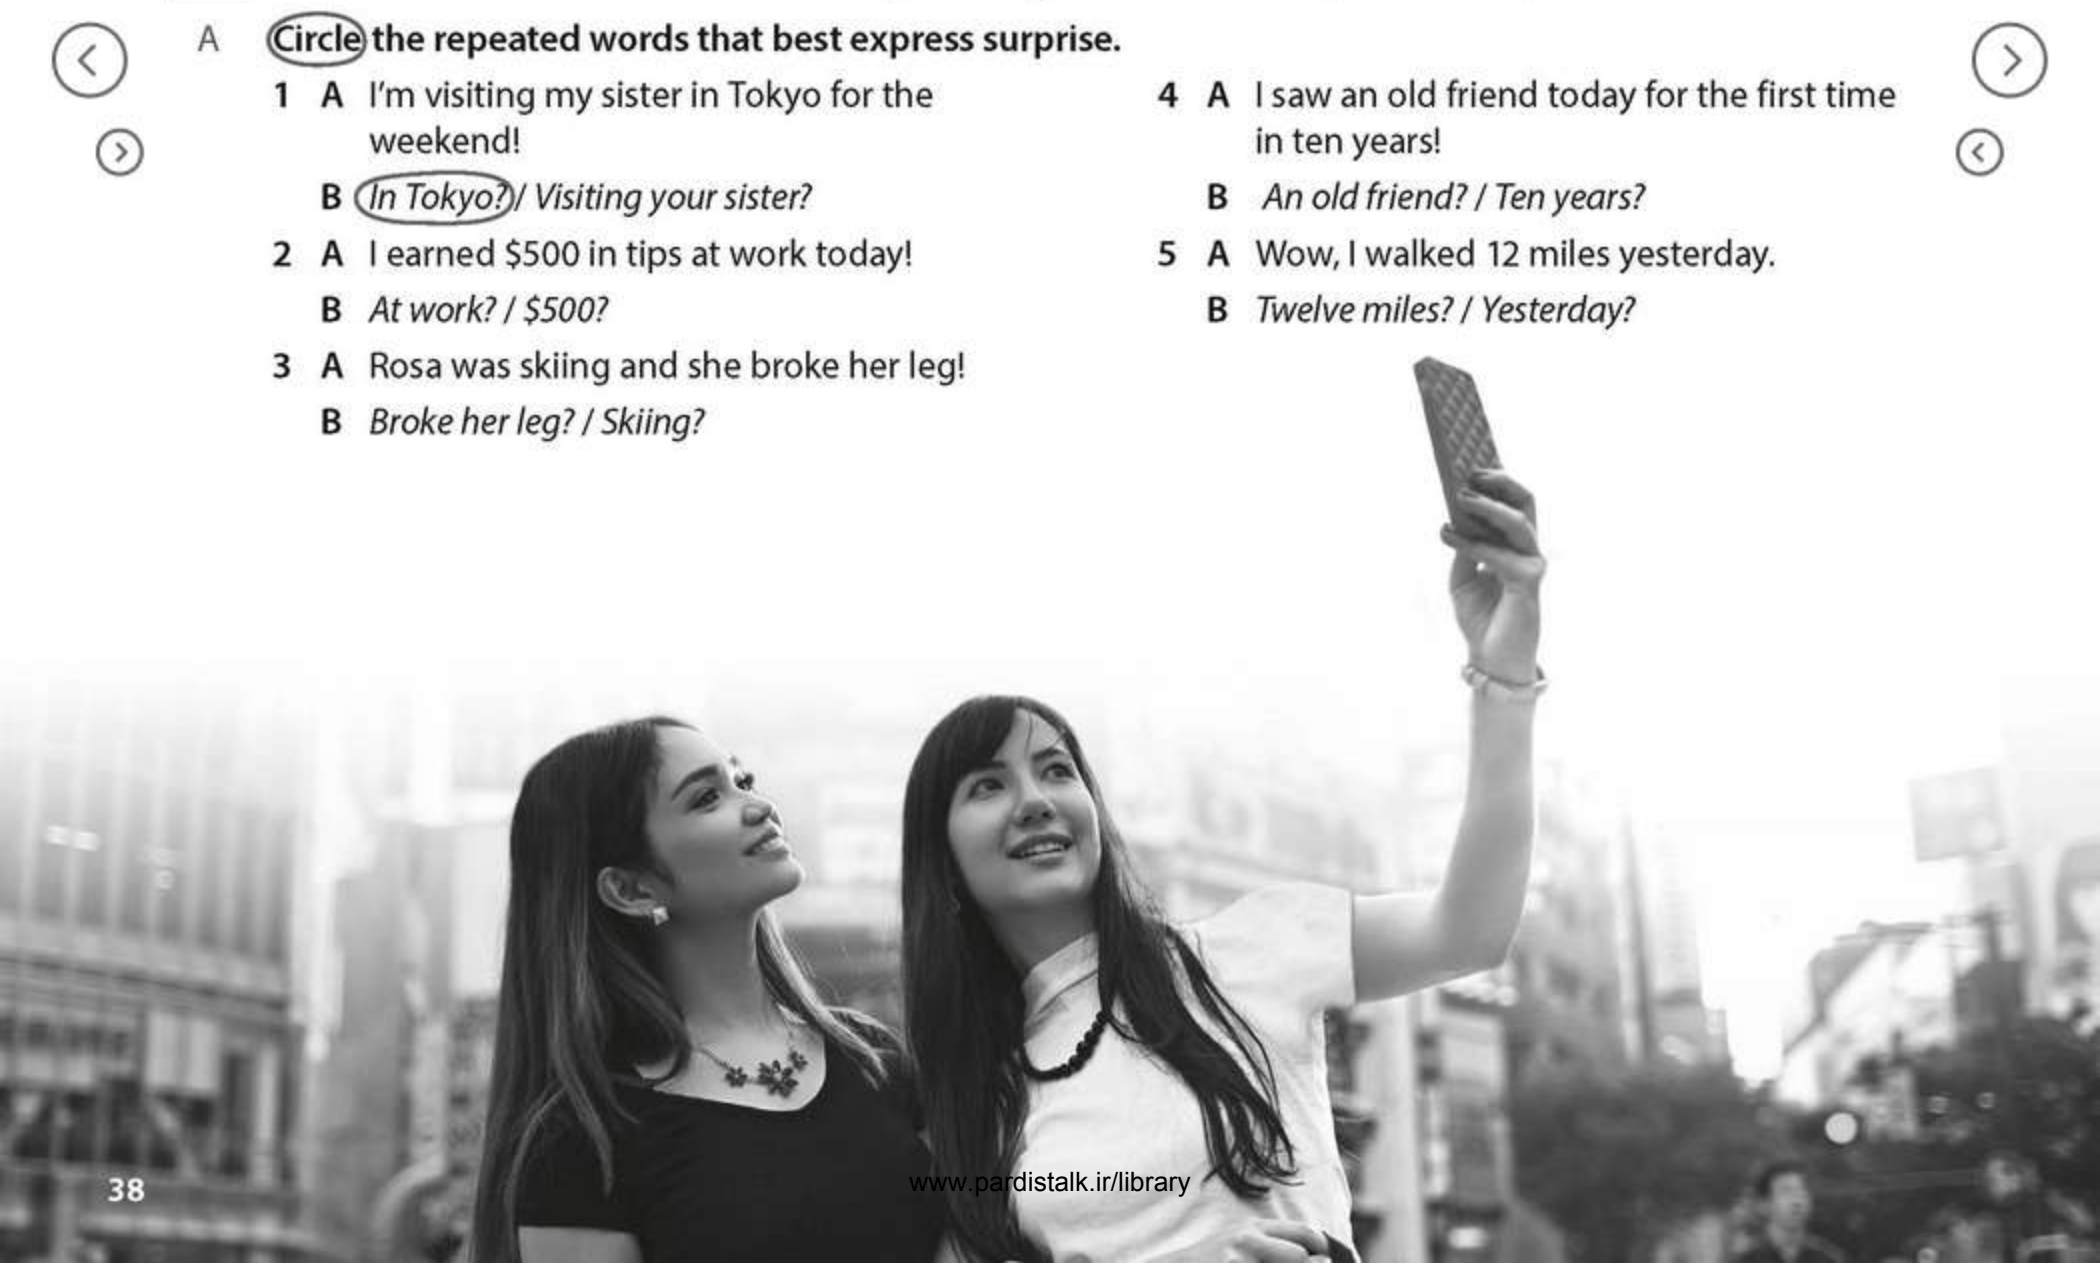 A Circle the repeated words that best express surprise.
1 A I'm visiting my sister in Tokyo for the
weekend!
B In Tokyo? / Visiting your sister?
2 A I earned $500 in tips at work today!
B At work? / $500?
3 A Rosa was skiing and she broke her leg!
B Broke her leg? / Skiing?
4 A I saw an old friend today for the first time
in ten years!
B An old friend? / Ten years?
5 A Wow, I walked 12 miles yesterday.
B Twelve miles? / Yesterday?
38
www.pardistalk.ir/library